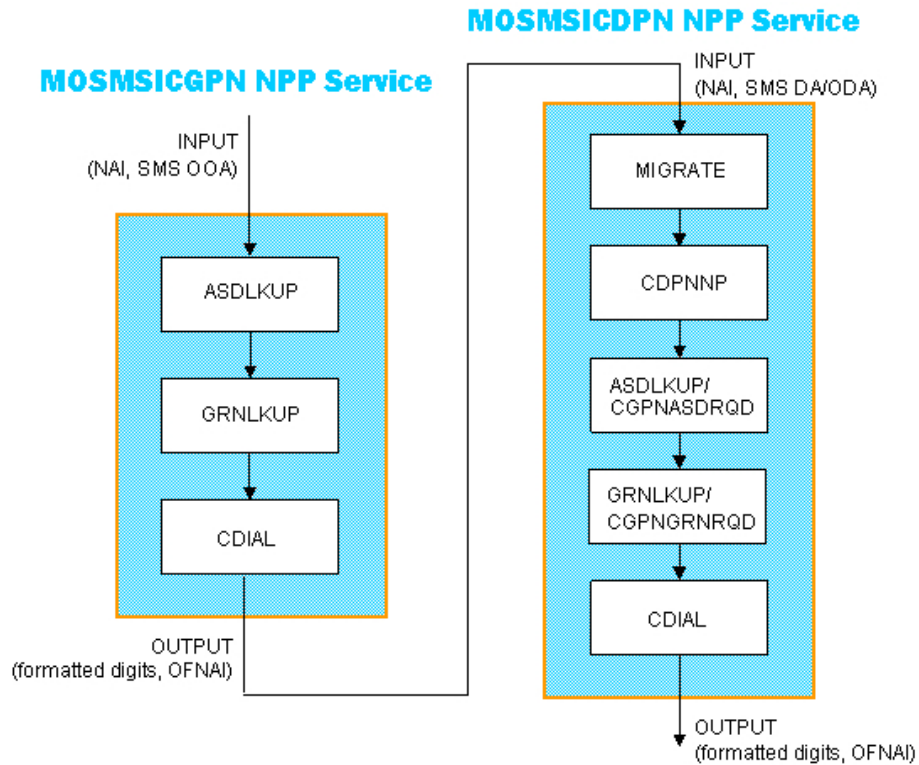 MOSMSICGPN NPP Service
INPUT
(NAI, SMS OOA)
ASDLKUP
GRNLKUP
CDIAL
OUTPUT
(formatted digits, OFNAI)
MOSMSICDPN NPP Service
INPUT
(NAI, SMS DA/ODA)
MIGRATE
CDPNNP
ASDLKUP/
CGPNASDRQD
GRNLKUP/
CGPNGRNRQD
CDIAL
OUTPUT
(formatted digits, OFNAI)